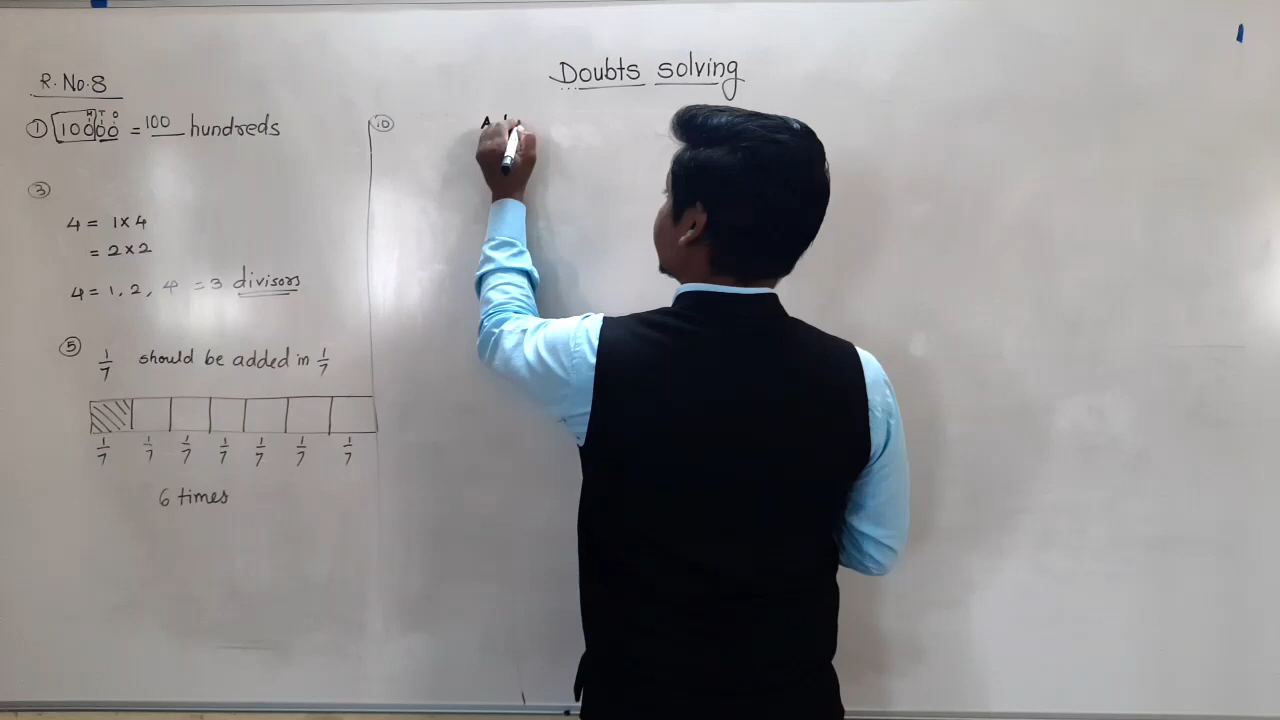 Doubts solving
R. No. 8
① 10000 = 100 hundreds
H T O
③
4 = 1 x 4
= 2 x 2
4 = 1, 2, 4 = 3 divisors
⑤ 1/7 should be added in 1/7
1/7 1/7 1/7 1/7 1/7 1/7 1/7
6 times
⑩
A